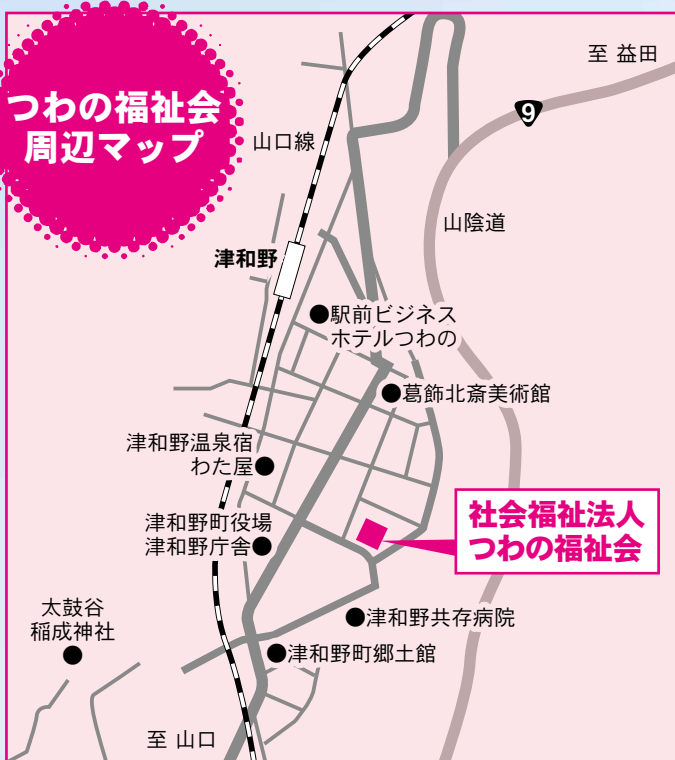 つわの福祉会
周辺マップ
至 益田
9
山口線
山陰道
津和野
駅前ビジネス
ホテルつわの
葛飾北斎美術館
津和野温泉宿
わた屋
社会福祉法人
つわの福祉会
津和野町役場
津和野庁舎
太鼓谷
稲成神社
津和野共存病院
津和野町郷土館
至 山口